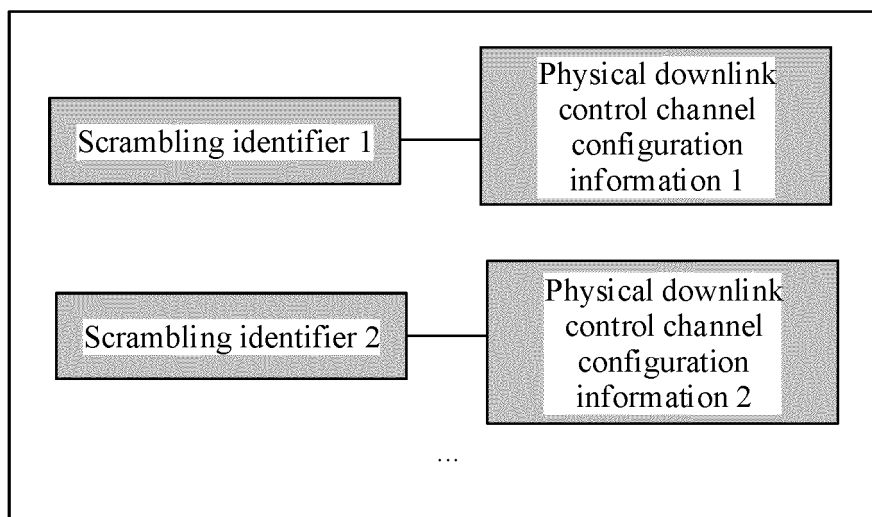 Scrambling identifier 1
Physical downlink
control channel
configuration
information 1
Scrambling identifier 2
Physical downlink
control channel
configuration
information 2
...